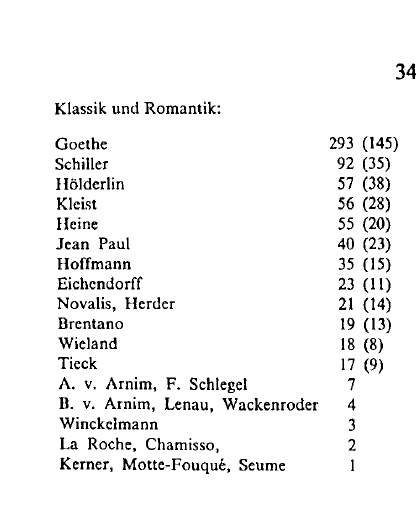 34
Klassik und Romantik:
Goethe 293 (145)
Schiller 92 (35)
Hölderlin 57 (38)
Kleist 56 (28)
Heine 55 (20)
Jean Paul 40 (23)
Hoffmann 35 (15)
Eichendorff 23 (11)
Novalis, Herder 21 (14)
Brentano 19 (13)
Wieland 18 (8)
Tieck 17 (9)
A. v. Arnim, F. Schlegel 7
B. v. Arnim, Lenau, Wackenroder 4
Winckelmann 3
La Roche, Chamisso, 2
Kerner, Motte-Fouqué, Seume 1